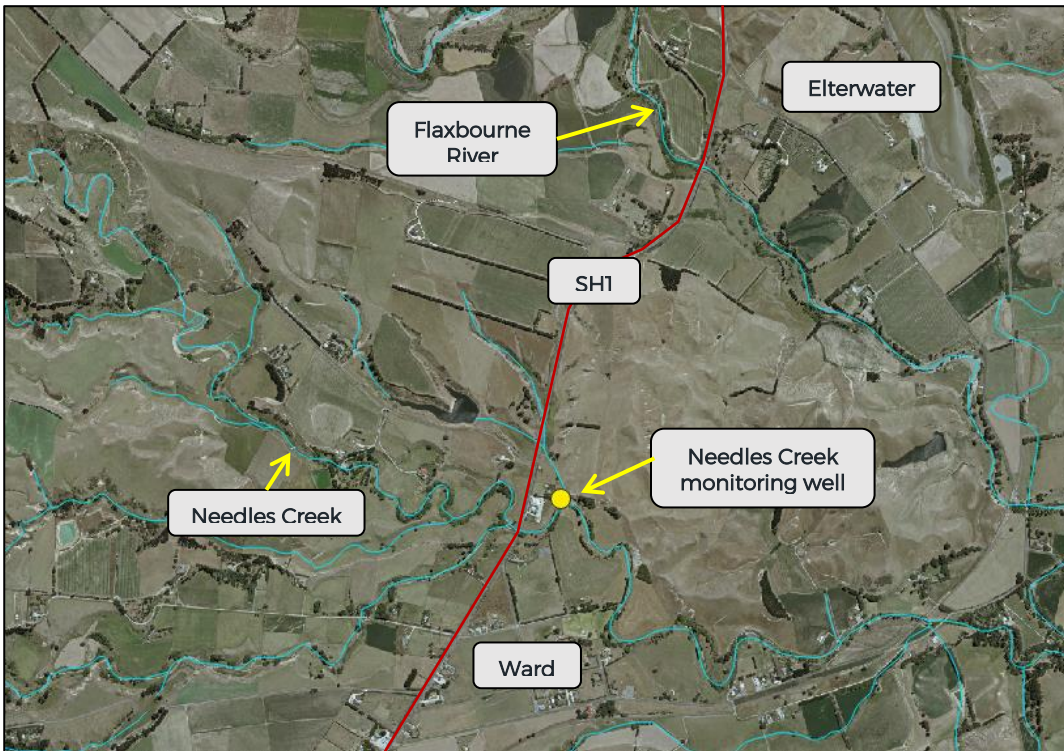 Elterwater
Flaxbourne
River
SH1
Needles Creek
monitoring well
Needles Creek
Ward